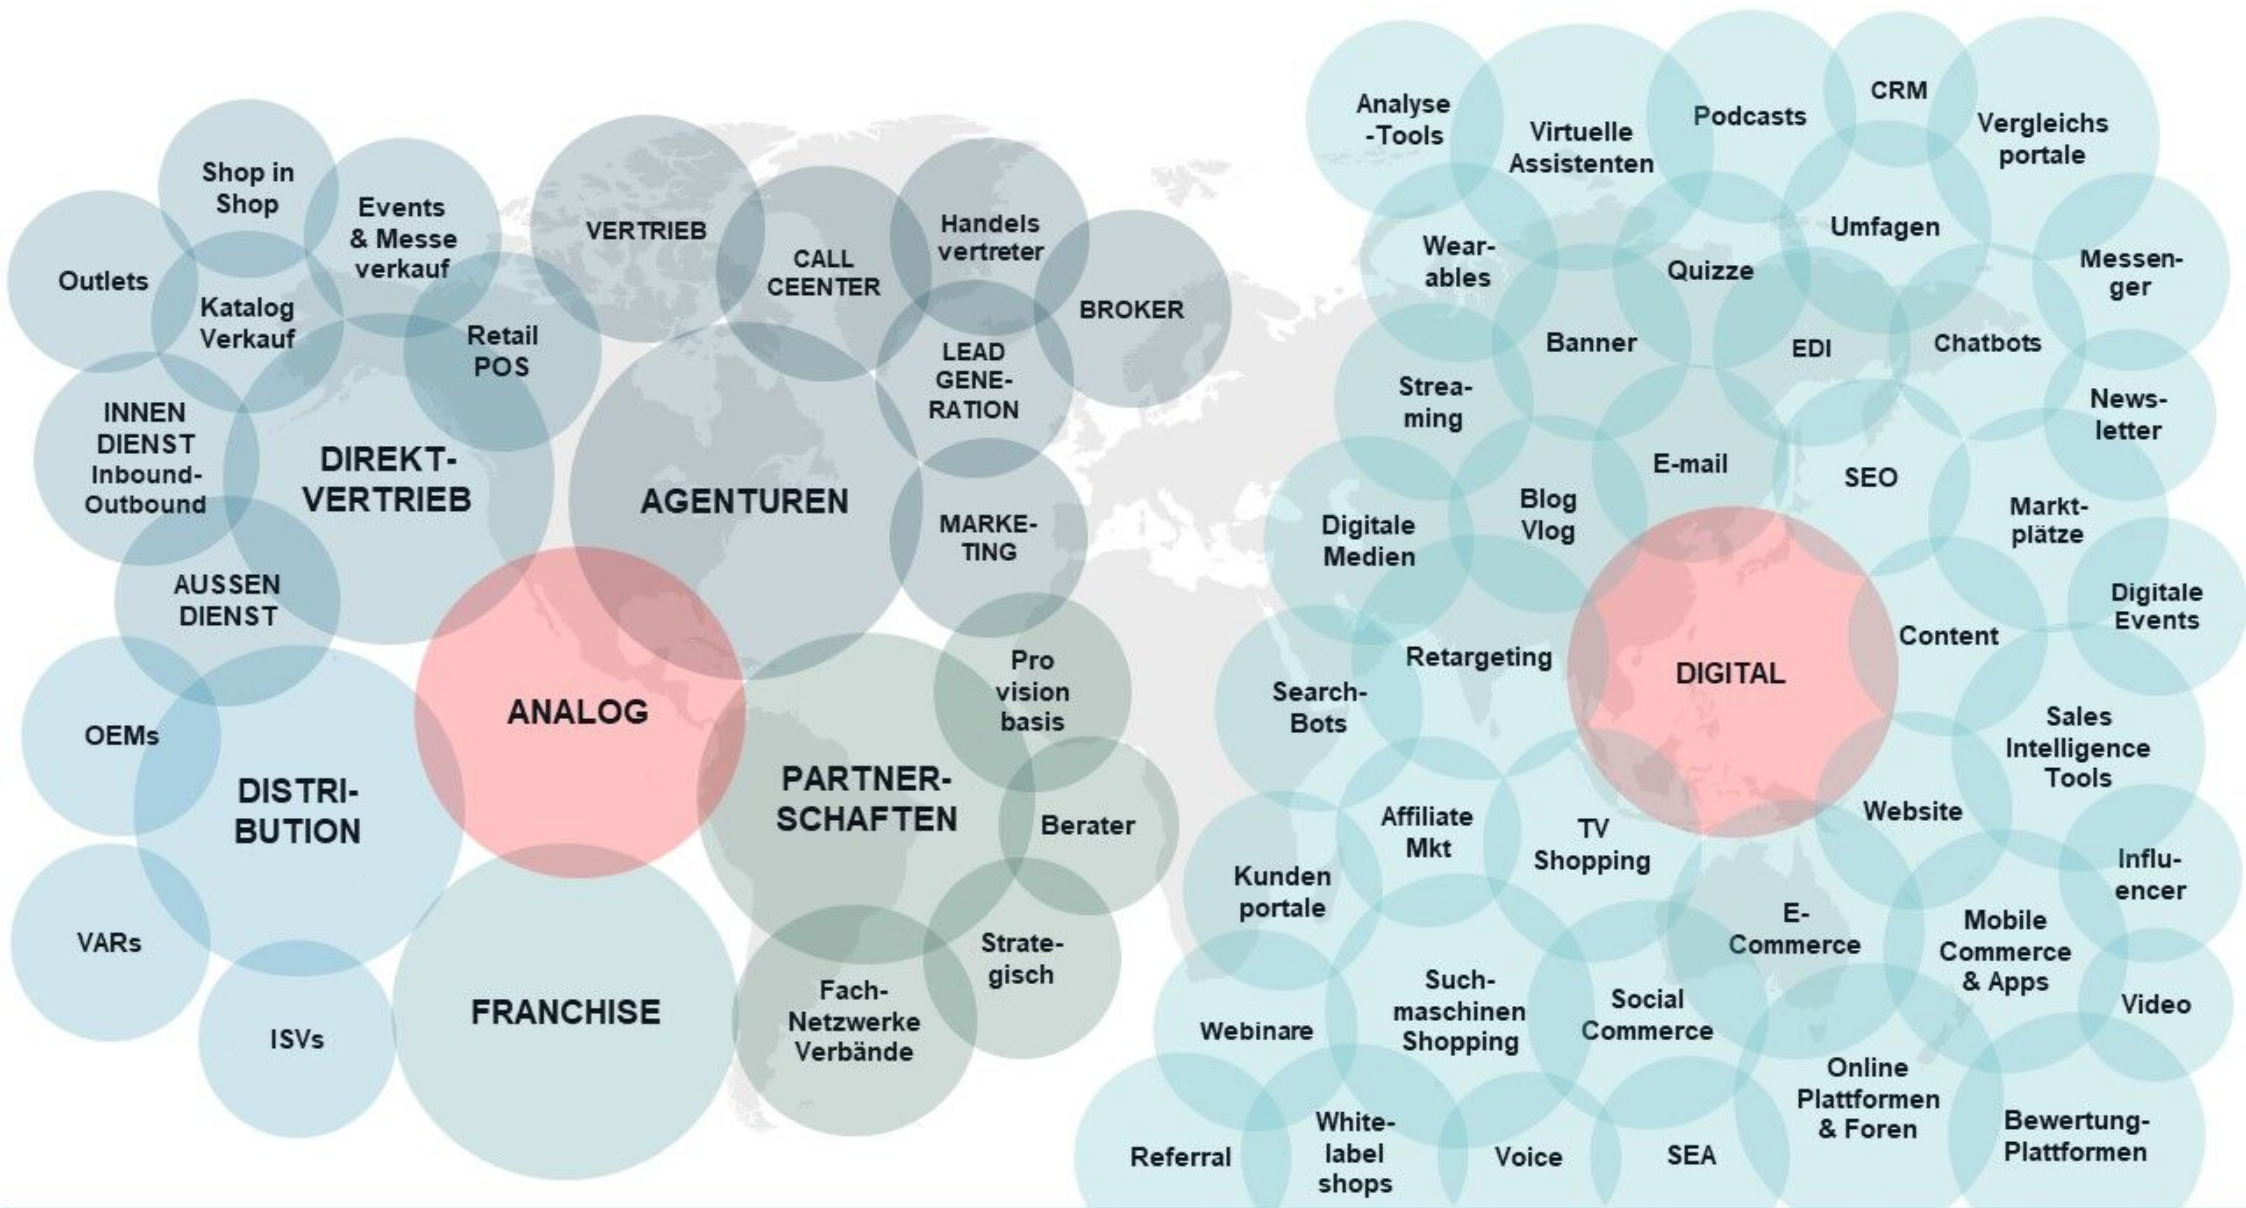 Shop in
Shop
Events
& Messe
verkauf
Outlets
Katalog
Verkauf
Retail
POS
INNEN
DIENST
Inbound-
Outbound
DIREKT-
VERTRIEB
AUSSEN
DIENST
VERTRIEB
CALL
CEENTER
Handels
vertreter
BROKER
LEAD
GENE-
RATION
AGENTUREN
MARKE-
TING
ANALOG
OEMs
DISTRI-
BUTION
VARs
ISVs
FRANCHISE
Pro
vision
basis
PARTNER-
SCHAFTEN
Berater
Strate-
gisch
Fach-
Netzwerke
Verbände
Analyse
-Tools
Virtuelle
Assistenten
Podcasts
CRM
Vergleichs
portale
Wear-
ables
Quizze
Umfagen
Messen-
ger
Banner
EDI
Chatbots
Strea-
ming
News-
letter
E-mail
SEO
Blog
Vlog
Markt-
plätze
Digitale
Medien
Digitale
Events
Retargeting
DIGITAL
Content
Search-
Bots
Sales
Intelligence
Tools
Affiliate
Mkt
TV
Shopping
Website
Kunden
portale
Influ-
encer
E-
Commerce
Mobile
Commerce
& Apps
Such-
maschinen
Shopping
Social
Commerce
Video
Webinare
Online
Plattformen
& Foren
Bewertung-
Plattformen
Referral
White-
label
shops
Voice
SEA